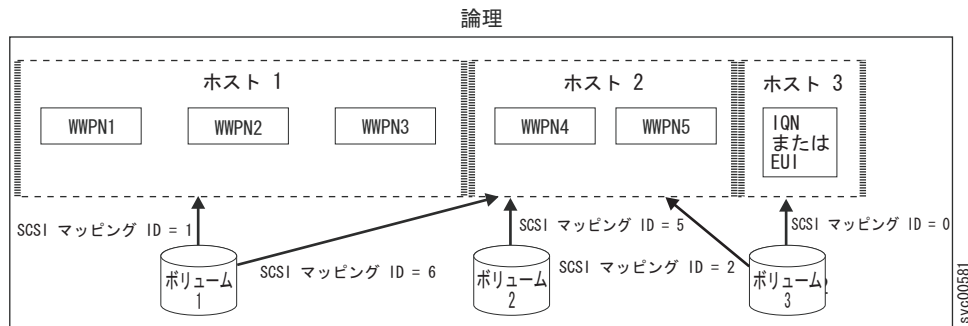 論理
ホスト 1
ホスト 2
ホスト 3
WWPN1
WWPN2
WWPN3
WWPN4
WWPN5
IQN
または
EUI
SCSI マッピング ID = 1
SCSI マッピング ID = 6
SCSI マッピング ID = 5
SCSI マッピング ID = 2
SCSI マッピング ID = 0
ボリューム
1
ボリューム
2
ボリューム
3
2
svc00581